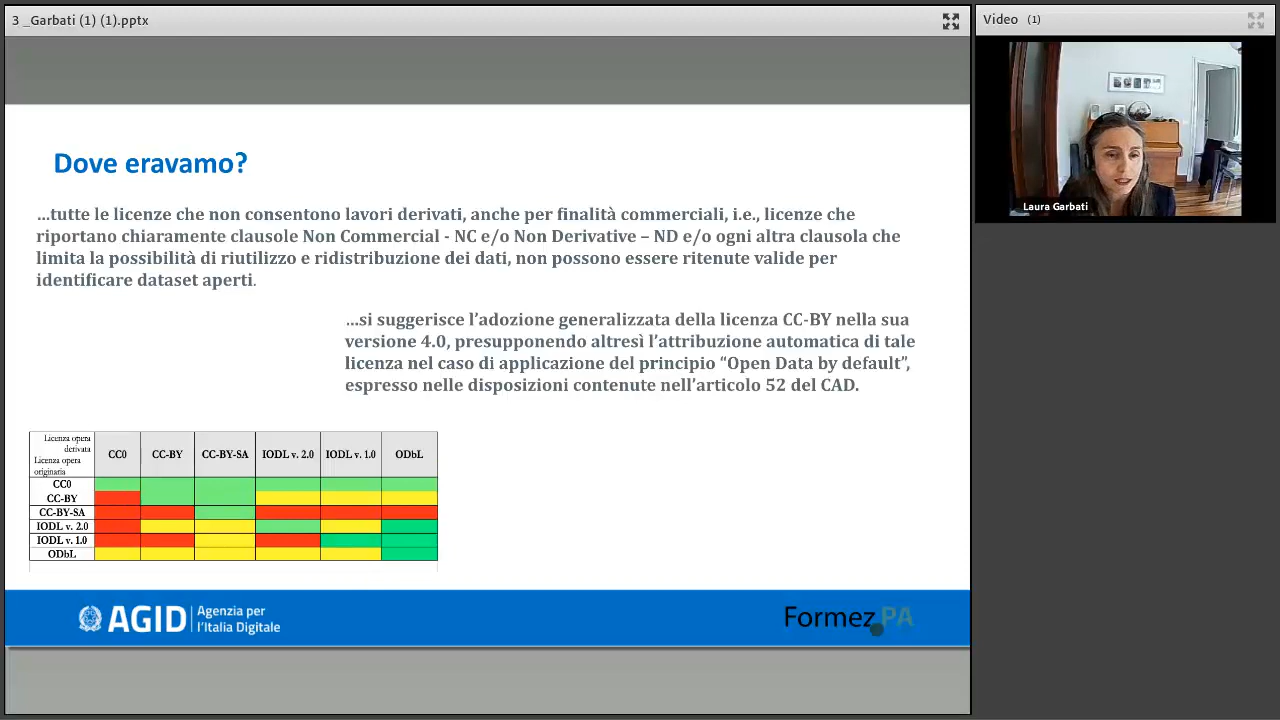 3 _Garbati (1) (1).pptx
Video (1)
Laura Garbati
Dove eravamo?
...tutte le licenze che non consentono lavori derivati, anche per finalità commerciali, i.e., licenze che
riportano chiaramente clausole Non Commercial - NC e/o Non Derivative – ND e/o ogni altra clausola che
limita la possibilità di riutilizzo e ridistribuzione dei dati, non possono essere ritenute valide per
identificare dataset aperti.
...si suggerisce l’adozione generalizzata della licenza CC-BY nella sua
versione 4.0, presupponendo altresì l’attribuzione automatica di tale
licenza nel caso di applicazione del principio “Open Data by default”,
espresso nelle disposizioni contenute nell’articolo 52 del CAD.
Licenza opera
derivata
Licenza opera
originaria
CC0 CC-BY CC-BY-SA IODL v. 2.0 IODL v. 1.0 ODbL
CC0
CC-BY
CC-BY-SA
IODL v. 2.0
IODL v. 1.0
ODbL
AGID
Agenzia per
l’Italia Digitale
Formez PA